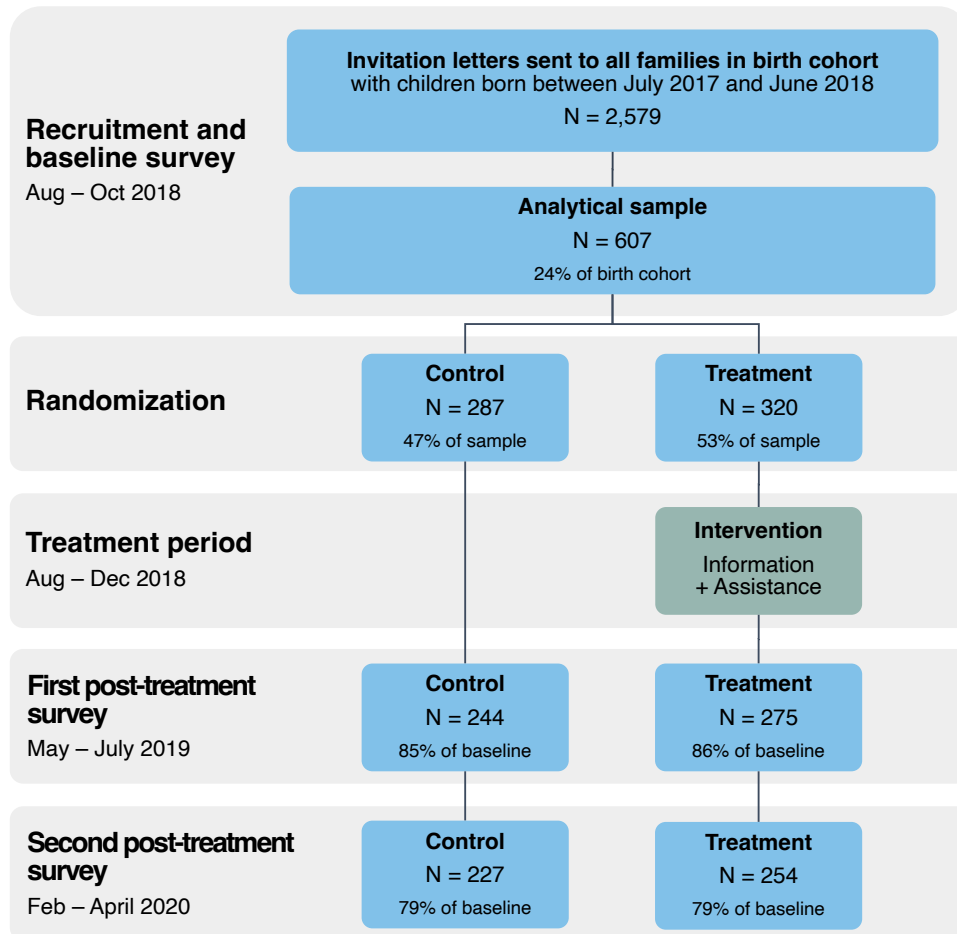 Recruitment and
baseline survey
Aug – Oct 2018
Invitation letters sent to all families in birth cohort
with children born between July 2017 and June 2018
N = 2,579
Analytical sample
N = 607
24% of birth cohort
Randomization
Control
N = 287
47% of sample
Treatment
N = 320
53% of sample
Treatment period
Aug – Dec 2018
Intervention
Information
+ Assistance
First post-treatment
survey
May – July 2019
Control
N = 244
85% of baseline
Treatment
N = 275
86% of baseline
Second post-treatment
survey
Feb – April 2020
Control
N = 227
79% of baseline
Treatment
N = 254
79% of baseline